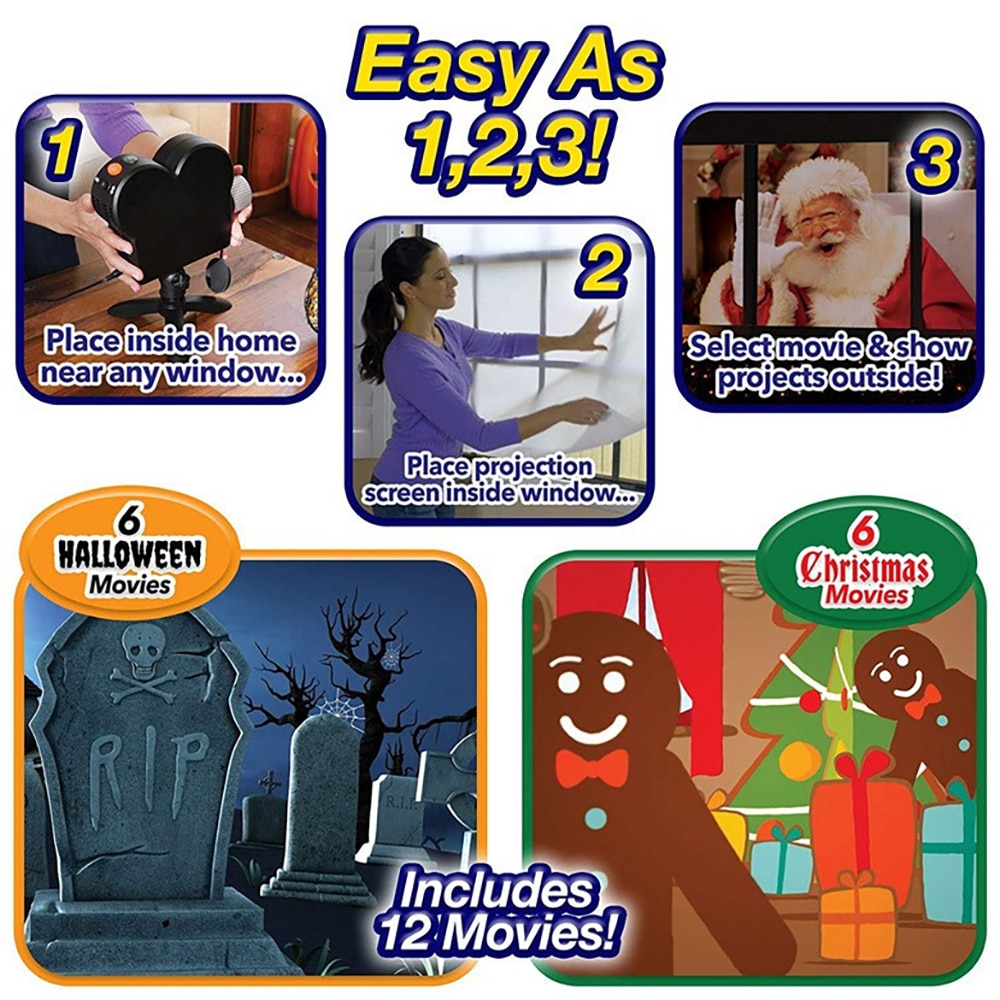 Easy As
1,2,3!
1
Place inside home
near any window...
2
Place projection
screen inside window...
3
Select movie & show
projects outside!
6
HALLOWEEN
Movies
RIP
R.I.
6
Christmas
Movies
Includes
12 Movies!